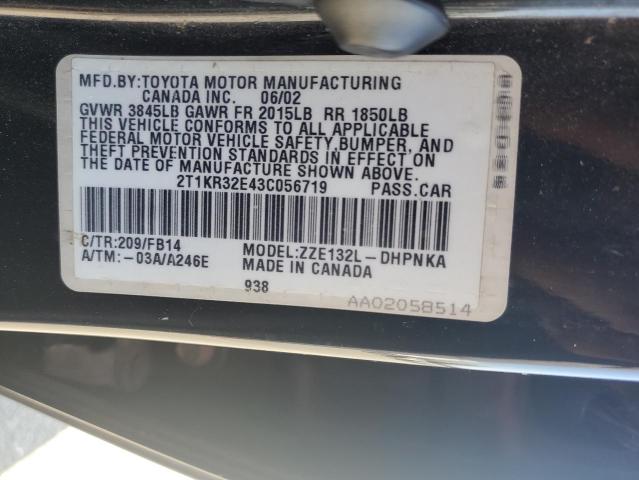 MFD.BY:TOYOTA MOTOR MANUFACTURING
CANADA INC. 06/02
GVWR 3845LB GAWR FR 2015LB RR 1850LB
THIS VEHICLE CONFORMS TO ALL APPLICABLE
FEDERAL MOTOR VEHICLE SAFETY,BUMPER, AND
THEFT PREVENTION STANDARDS IN EFFECT ON
THE DATE OF MANUFACTURE SHOWN ABOVE.
2T1KR32E43C056719 PASS.CAR
C/TR:209/FB14 MODEL:ZZE132L-DHPNKA
A/TM:-03A/A246E MADE IN CANADA
938
AA02058514